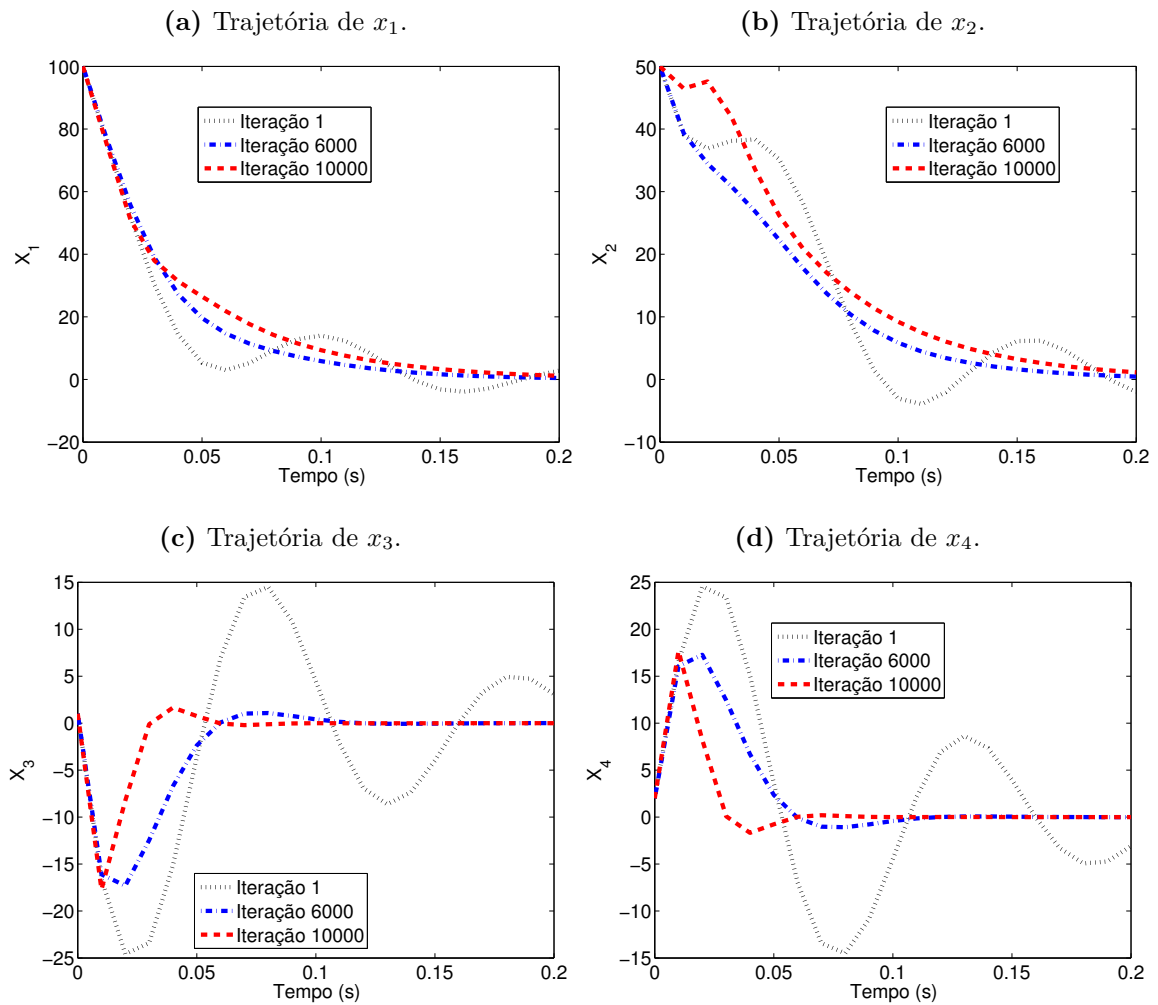 (a) Trajetória de x₁.
100
80
60
40
20
0
−20
X₁
0
0.05
0.1
0.15
0.2
Tempo (s)
Iteração 1
Iteração 6000
Iteração 10000
(b) Trajetória de x₂.
50
40
30
20
10
0
−10
X₂
0
0.05
0.1
0.15
0.2
Tempo (s)
Iteração 1
Iteração 6000
Iteração 10000
(c) Trajetória de x₃.
15
10
5
0
−5
−10
−15
−20
−25
X₃
0
0.05
0.1
0.15
0.2
Tempo (s)
Iteração 1
Iteração 6000
Iteração 10000
(d) Trajetória de x₄.
25
20
15
10
5
0
−5
−10
−15
X₄
0
0.05
0.1
0.15
0.2
Tempo (s)
Iteração 1
Iteração 6000
Iteração 10000